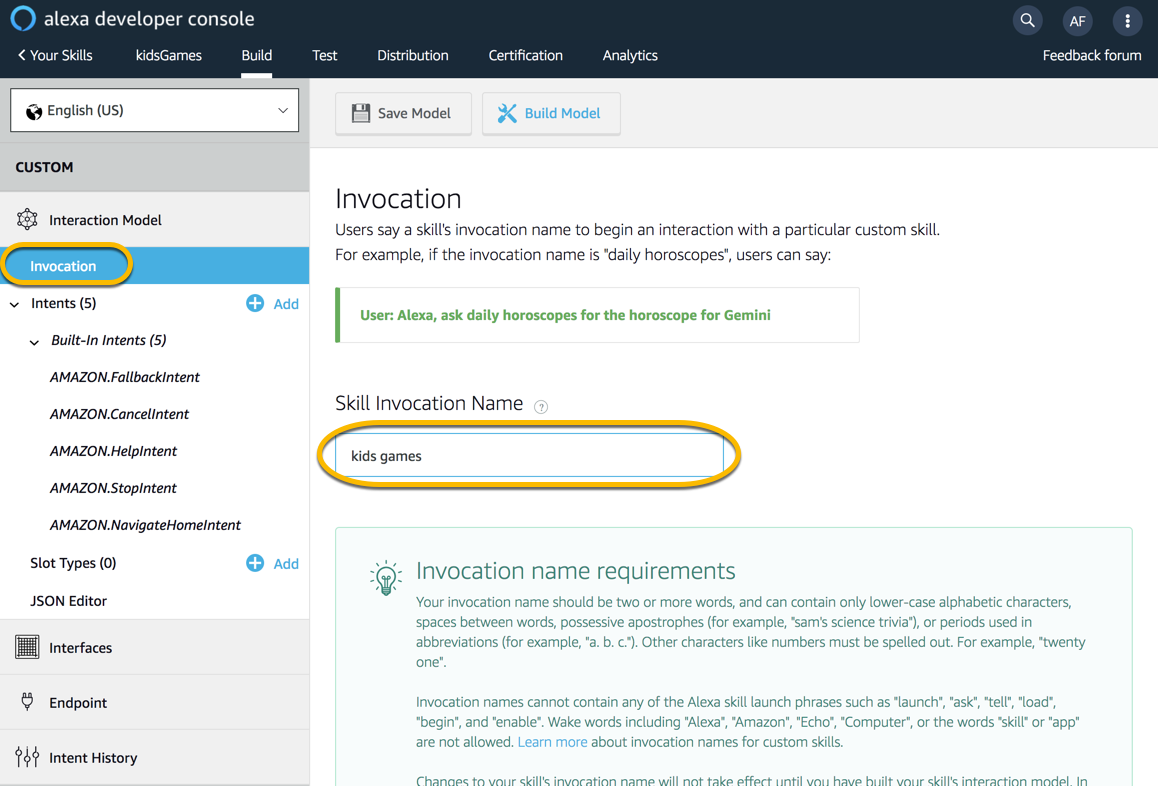 alexa developer console
AF
Your Skills
kidsGames
Build
Test
Distribution
Certification
Analytics
Feedback forum
English (US)
Save Model
Build Model
CUSTOM
Interaction Model
Invocation
Intents (5)
Add
Built-In Intents (5)
AMAZON.FallbackIntent
AMAZON.CancelIntent
AMAZON.HelpIntent
AMAZON.StopIntent
AMAZON.NavigateHomeIntent
Slot Types (0)
Add
JSON Editor
Interfaces
Endpoint
Intent History
Invocation
Users say a skill's invocation name to begin an interaction with a particular custom skill.
For example, if the invocation name is "daily horoscopes", users can say:
User: Alexa, ask daily horoscopes for the horoscope for Gemini
Skill Invocation Name ?
kids games
Invocation name requirements
Your invocation name should be two or more words, and can contain only lower-case alphabetic characters,
spaces between words, possessive apostrophes (for example, "sam's science trivia"), or periods used in
abbreviations (for example, "a. b. c."). Other characters like numbers must be spelled out. For example, "twenty
one".
Invocation names cannot contain any of the Alexa skill launch phrases such as "launch", "ask", "tell", "load",
"begin", and "enable". Wake words including "Alexa", "Amazon", "Echo", "Computer", or the words "skill" or "app"
are not allowed. Learn more about invocation names for custom skills.
Changes to your skill's invocation name will not take effect until you have built your skill's interaction model. In